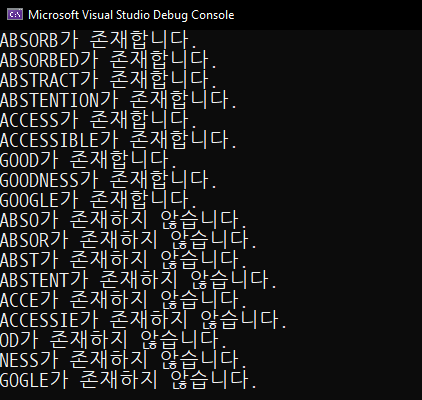 Microsoft Visual Studio Debug Console
ABSORB가 존재합니다.
ABSORBED가 존재합니다.
ABSTRACT가 존재합니다.
ABSTENTION가 존재합니다.
ACCESS가 존재합니다.
ACCESSIBLE가 존재합니다.
GOOD가 존재합니다.
GOODNESS가 존재합니다.
GOOGLE가 존재합니다.
ABSO가 존재하지 않습니다.
ABSOR가 존재하지 않습니다.
ABST가 존재하지 않습니다.
ABSTENT가 존재하지 않습니다.
ACCE가 존재하지 않습니다.
ACCESSIE가 존재하지 않습니다.
OD가 존재하지 않습니다.
NESS가 존재하지 않습니다.
GOGLE가 존재하지 않습니다.